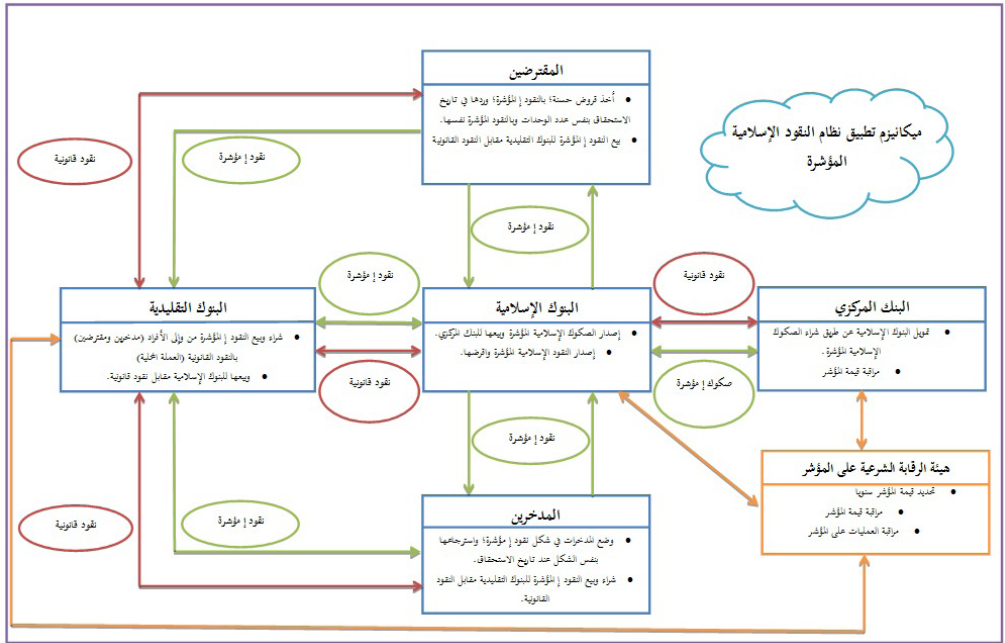 ميكانيزم تطبيق نظام النقود الإسلامية
المؤشرة
المقترضين
أخذ قروض حسنة؛ بالنقود إ المؤشرة؛ وردها في تاريخ
الاستحقاق بنفس عدد الوحدات وبالنقود المؤشرة نفسها.
بيع النقود إ المؤشرة للبنوك التقليدية مقابل النقود القانونية
نقود قانونية
نقود إ مؤشرة
نقود إ مؤشرة
نقود قانونية
نقود إ مؤشرة
البنك المركزي
تمويل البنوك الإسلامية عن طريق شراء الصكوك
الإسلامية المؤشرة.
مراقبة قيمة المؤشر
البنوك الإسلامية
إصدار الصكوك الإسلامية المؤشرة وبيعها للبنك المركزي.
إصدار النقود الإسلامية المؤشرة واقرضها.
البنوك التقليدية
شراء وبيع النقود إ المؤشرة من وإلى الأفراد (مدخرين ومقترضين)
بالنقود القانونية (العملة المحلية)
وبيعها للبنوك الإسلامية مقابل نقود قانونية.
صكوك إ مؤشرة
نقود قانونية
نقود إ مؤشرة
هيئة الرقابة الشرعية على المؤشر
تحديد قيمة المؤشر سنويا
مراقبة قيمة المؤشر
مراقبة العمليات على المؤشر
المدخرين
وضع المدخرات في شكل نقود إ مؤشرة؛ واسترجاعها
بنفس الشكل عند تاريخ الاستحقاق.
شراء وبيع النقود إ المؤشرة للبنوك التقليدية مقابل النقود
القانونية.
نقود إ مؤشرة
نقود قانونية